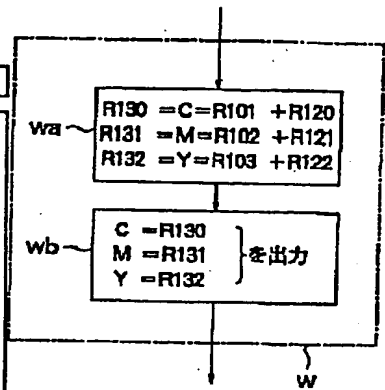 wa
R130 =C=R101 +R120
R131 =M=R102 +R121
R132 =Y=R103 +R122
wb
C =R130
M =R131
Y =R132
を出力
w